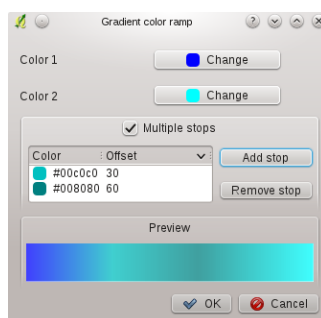 Gradient color ramp
Color 1 Change
Color 2 Change
Multiple stops
Color Offset
#00c0c0 30
#008080 60
Add stop
Remove stop
Preview
OK Cancel